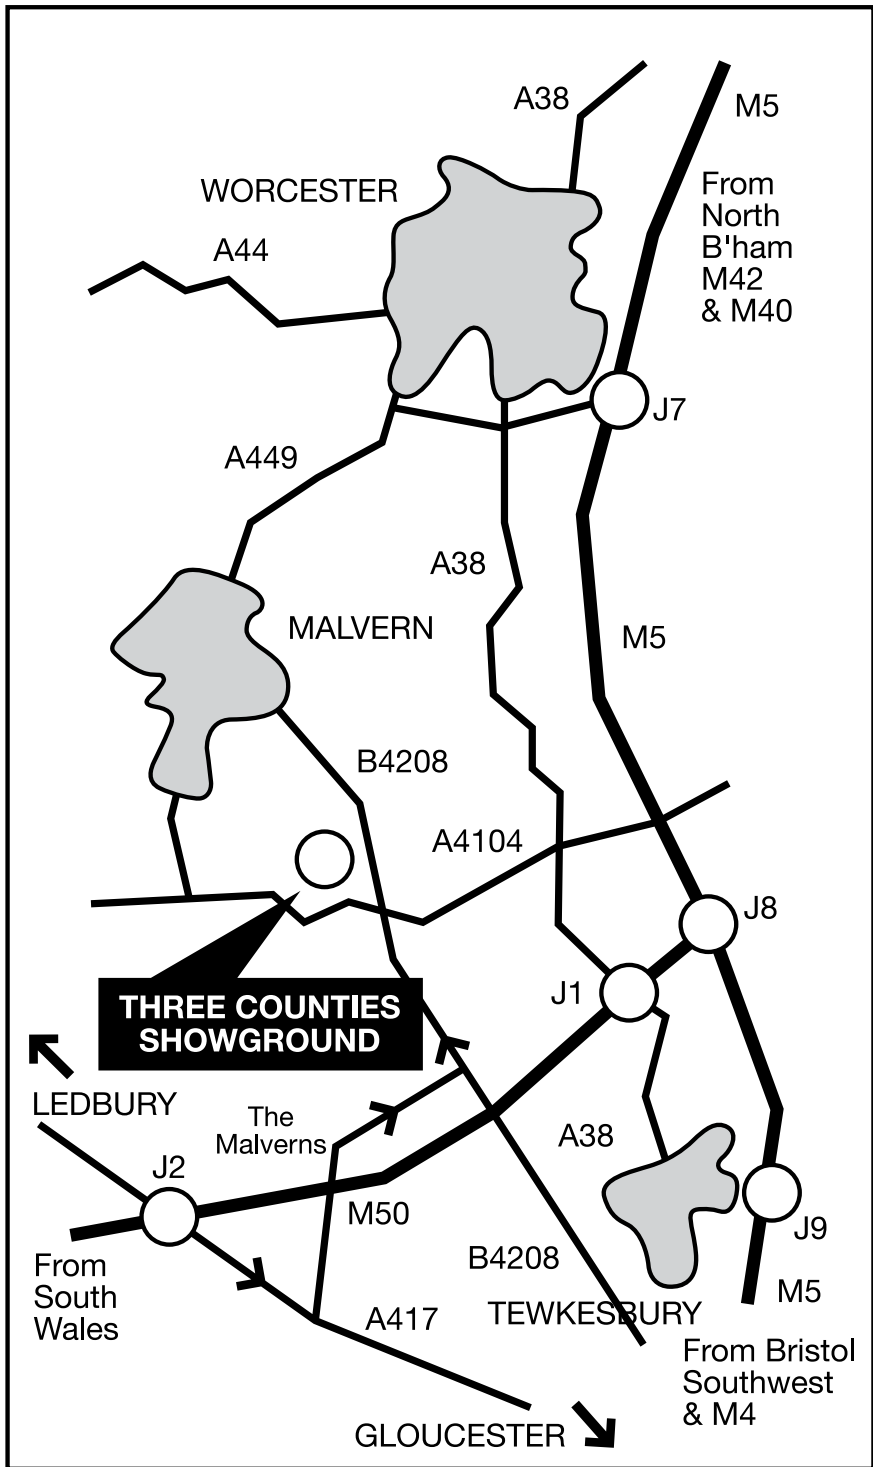 A38
M5
WORCESTER
From
North
B'ham
M42
& M40
A44
J7
A449
A38
MALVERN
M5
B4208
A4104
J8
J1
THREE COUNTIES
SHOWGROUND
LEDBURY
The
Malverns
A38
J2
M50
J9
From
South
Wales
B4208
M5
A417
TEWKESBURY
From Bristol
Southwest
& M4
GLOUCESTER